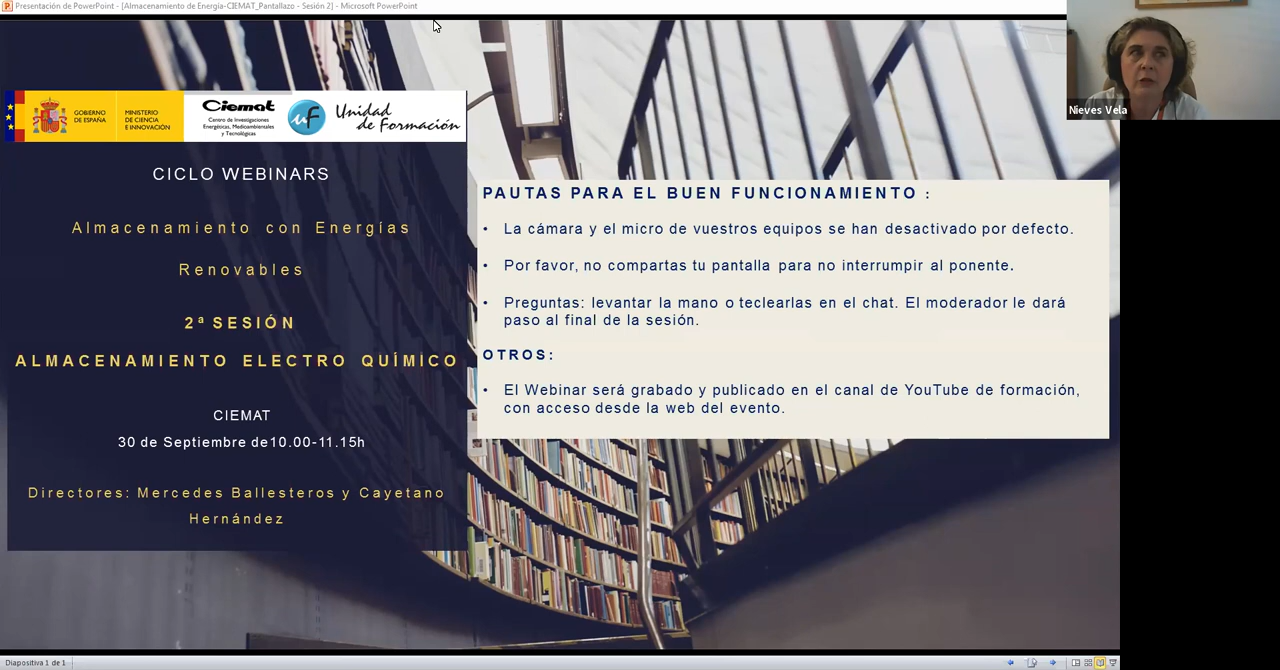 Presentación de PowerPoint - [Almacenamiento de Energía-CIEMAT_Pantallazo - Sesión 2] - Microsoft PowerPoint
Nieves Vela
GOBIERNO
DE ESPAÑA
MINISTERIO
DE CIENCIA
E INNOVACIÓN
Ciemat
Centro de Investigaciones
Energéticas, Medioambientales
y Tecnológicas
uf
Unidad
de Formación
CICLO WEBINARS
Almacenamiento con Energías
Renovables
2ª SESIÓN
ALMACENAMIENTO ELECTRO QUÍMICO
CIEMAT
30 de Septiembre de10.00-11.15h
Directores: Mercedes Ballesteros y Cayetano
Hernández
PAUTAS PARA EL BUEN FUNCIONAMIENTO :
• La cámara y el micro de vuestros equipos se han desactivado por defecto.
• Por favor, no compartas tu pantalla para no interrumpir al ponente.
• Preguntas: levantar la mano o teclearlas en el chat. El moderador le dará
paso al final de la sesión.
OTROS:
• El Webinar será grabado y publicado en el canal de YouTube de formación,
con acceso desde la web del evento.
Diapositiva 1 de 1